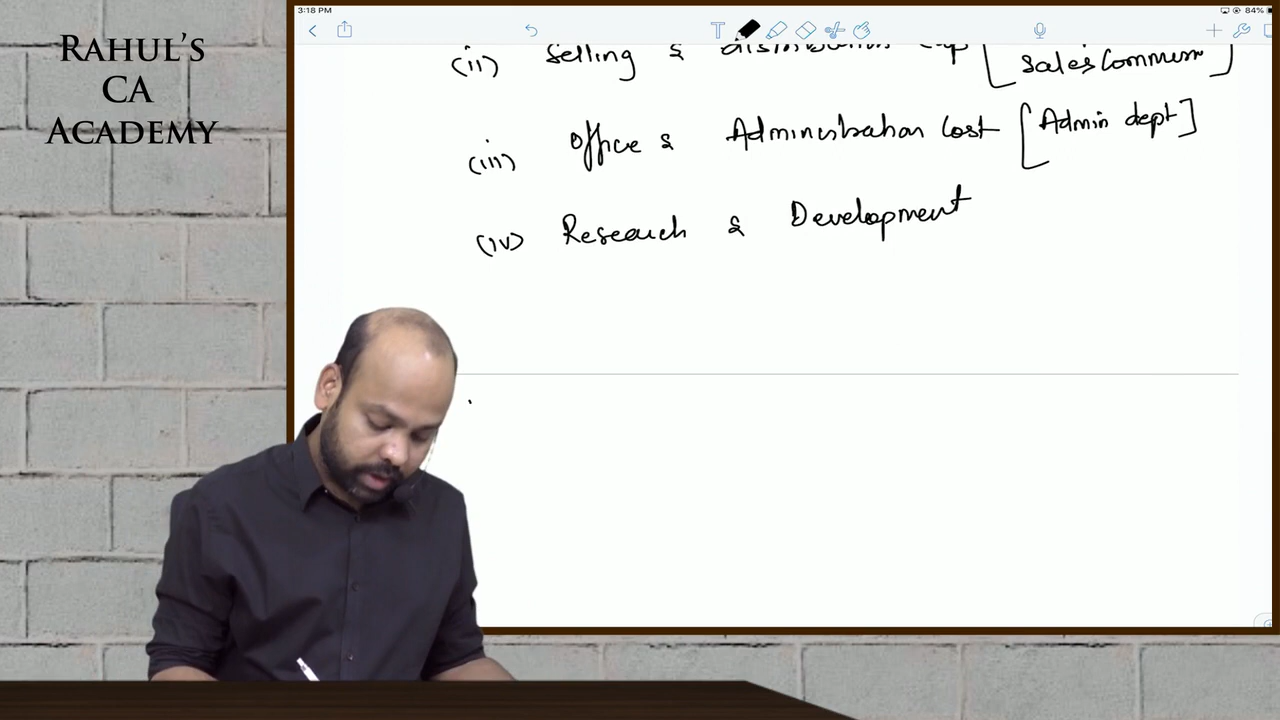 3:18 PM
84%
RAHUL'S
CA
ACADEMY
T
(ii) Selling & distribution
Sales Commission
(iii) Office & Administration Cost [Admin dept]
(iv) Research & Development